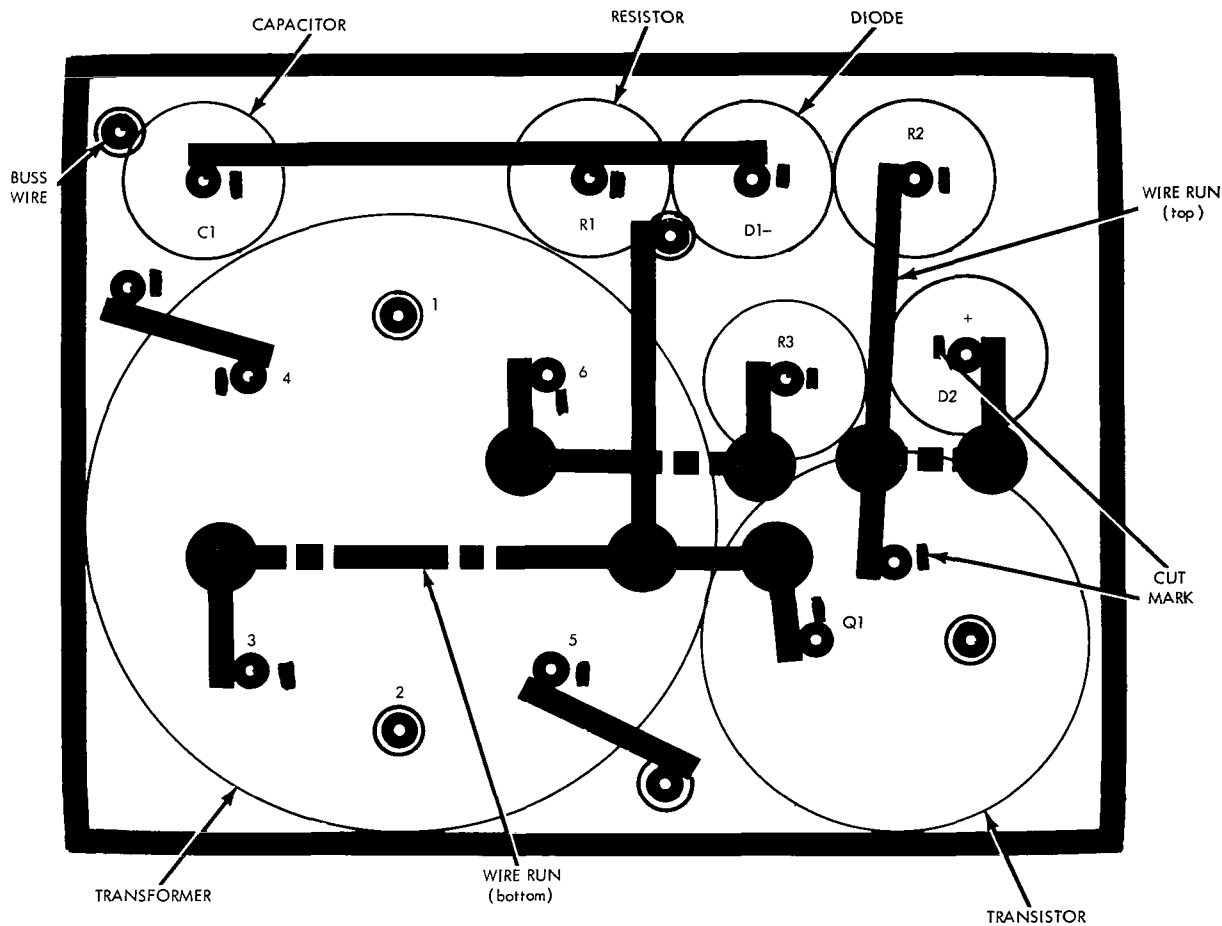 CAPACITOR
RESISTOR
DIODE
BUSS
WIRE
C1
R1
D1–
R2
WIRE RUN
(top)
1
4
6
R3
+
D2
CUT
MARK
3
2
5
Q1
TRANSFORMER
WIRE RUN
(bottom)
TRANSISTOR